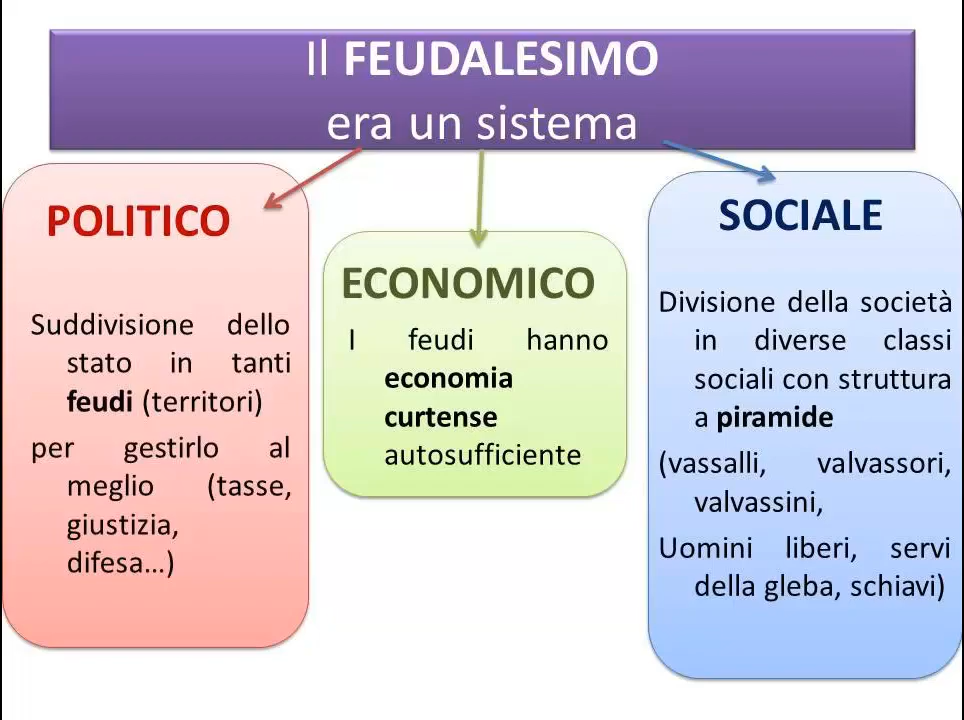 Il FEUDALESIMO
era un sistema
POLITICO
Suddivisione dello
stato in tanti
feudi (territori)
per gestirlo al
meglio (tasse,
giustizia,
difesa...)
ECONOMICO
I feudi hanno
economia
curtense
autosufficiente
SOCIALE
Divisione della società
in diverse classi
sociali con struttura
a piramide
(vassalli, valvassori,
valvassini,
Uomini liberi, servi
della gleba, schiavi)